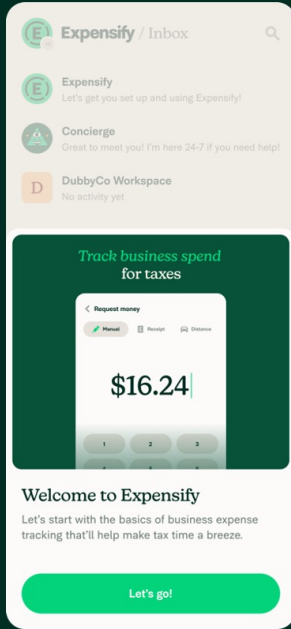 Expensify / Inbox
Expensify
Let's get you set up and using Expensify!
Concierge
Great to meet you! I'm here 24-7 if you need help!
D
DubbyCo Workspace
No activity yet
Track business spend
for taxes
Request money
Manual Receipt Distance
$16.24
1 2 3
Welcome to Expensify
Let's start with the basics of business expense
tracking that'll help make tax time a breeze.
Let's go!